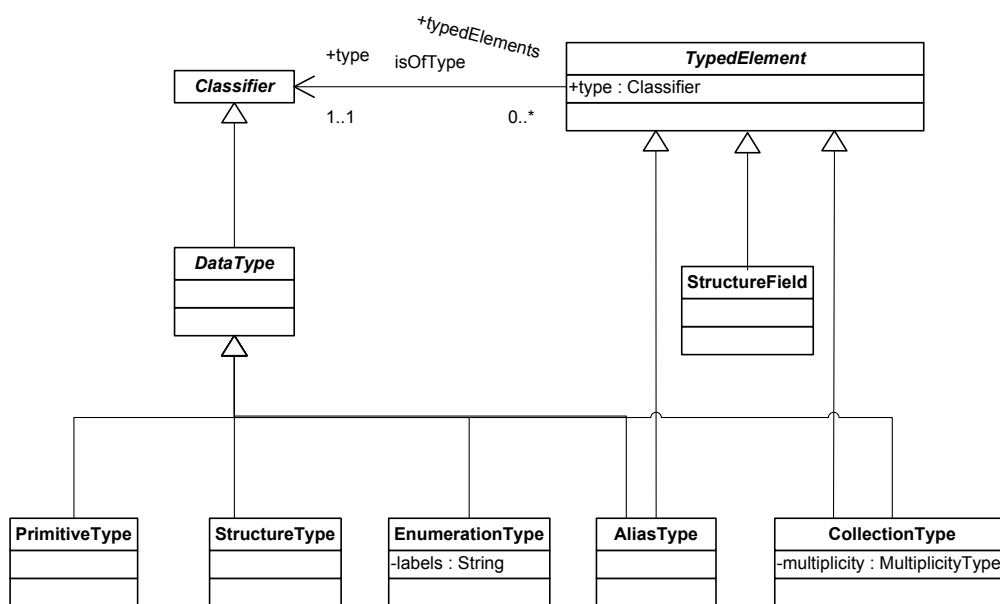 +typedElements
+type
isOfType
TypedElement
Classifier
+type : Classifier
1..1
0..*
DataType
StructureField
PrimitiveType
StructureType
EnumerationType
AliasType
CollectionType
-labels : String
-multiplicity : MultiplicityType